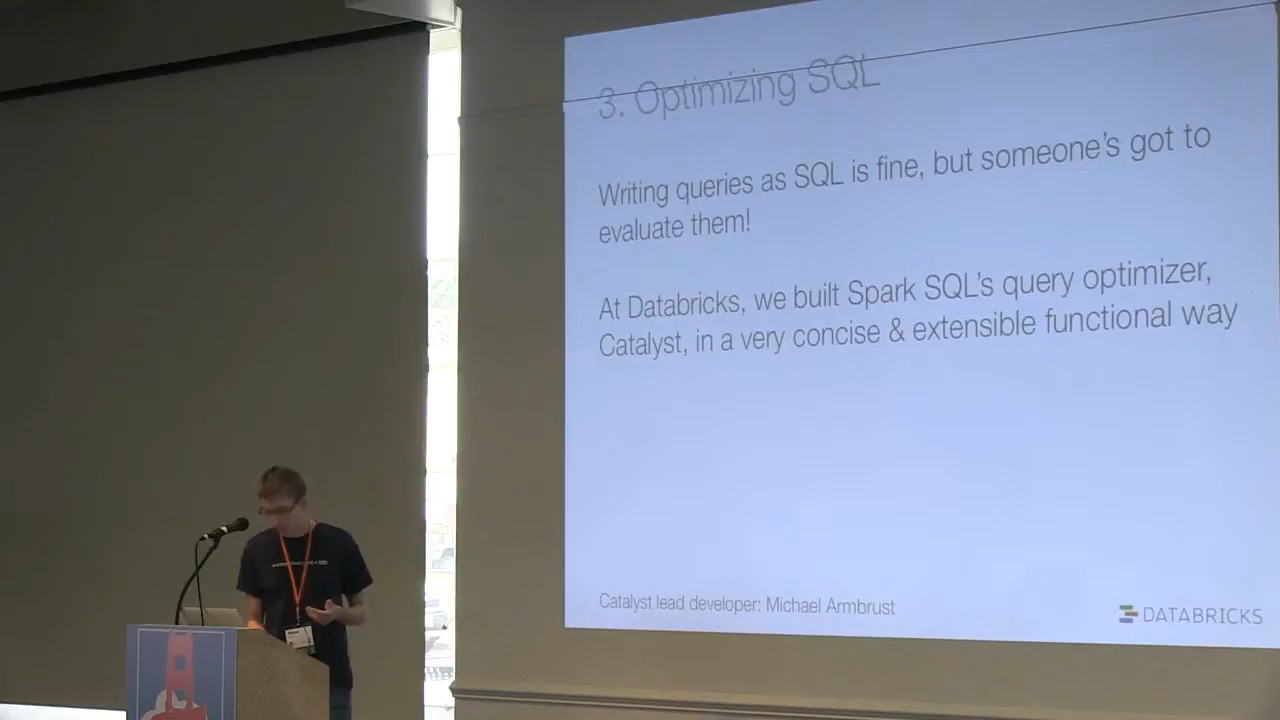 3. Optimizing SQL
Writing queries as SQL is fine, but someone's got to
evaluate them!
At Databricks, we built Spark SQL's query optimizer,
Catalyst, in a very concise & extensible functional way
Catalyst lead developer: Michael Armbrust
DATABRICKS